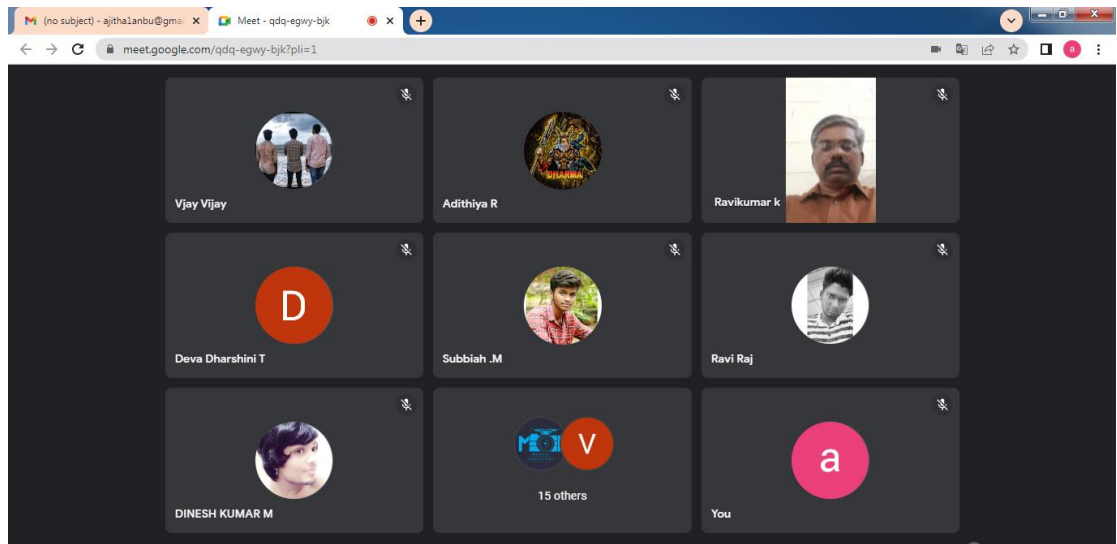 (no subject) - ajitha1anbu@gma
Meet - qdq-egwy-bjk
meet.google.com/qdq-egwy-bjk?pli=1
a
Vjay Vijay
DHARMA
Adithiya R
Ravikumar k
D
Deva Dharshini T
Subbiah .M
Ravi Raj
DINESH KUMAR M
V
15 others
a
You